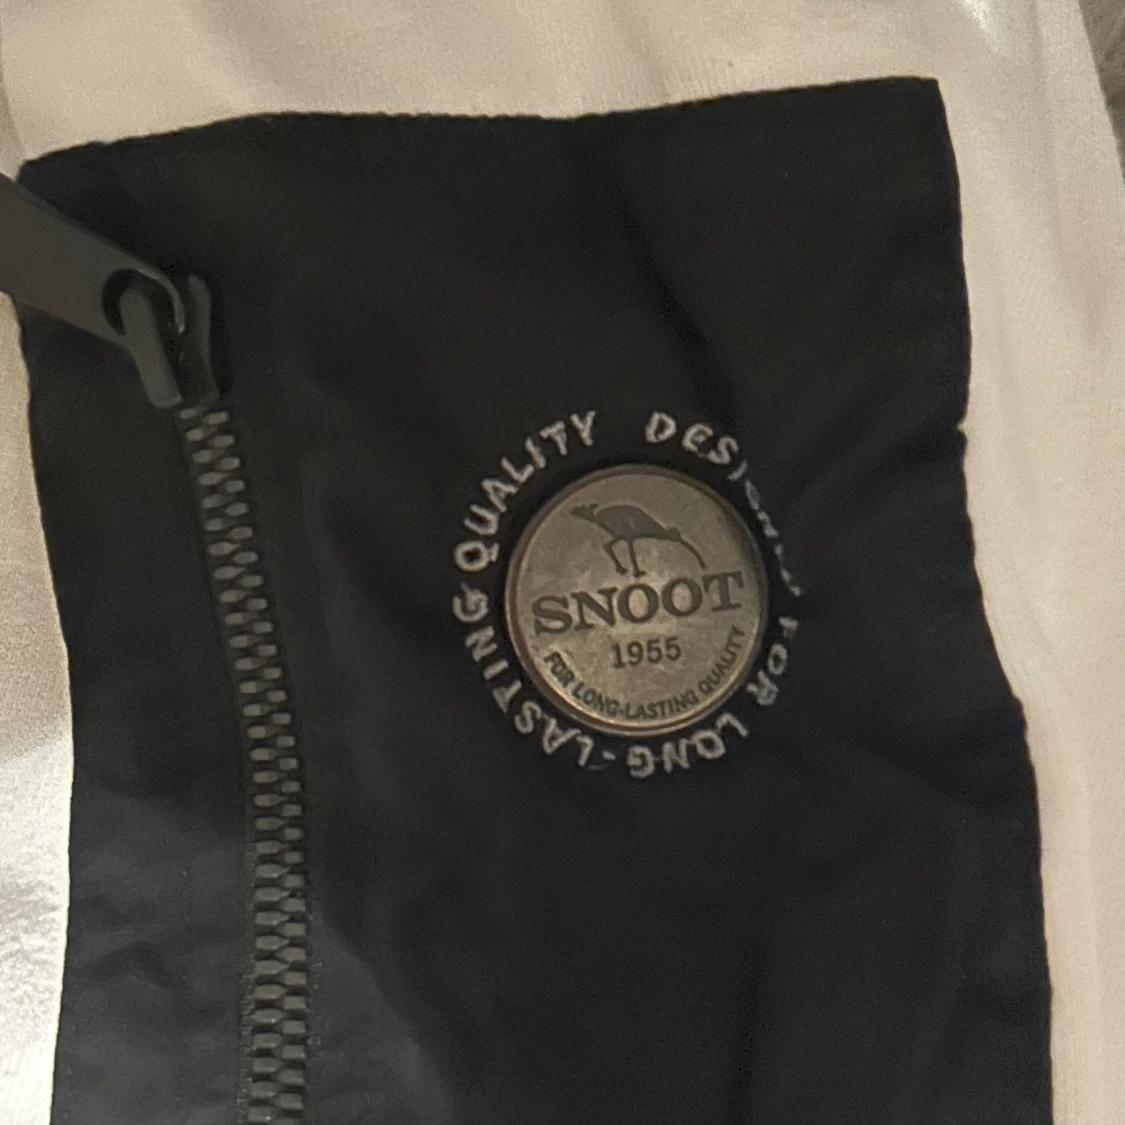 DESIGNED FOR LONG-LASTING QUALITY
SNOOT
1955
FOR LONG-LASTING QUALITY